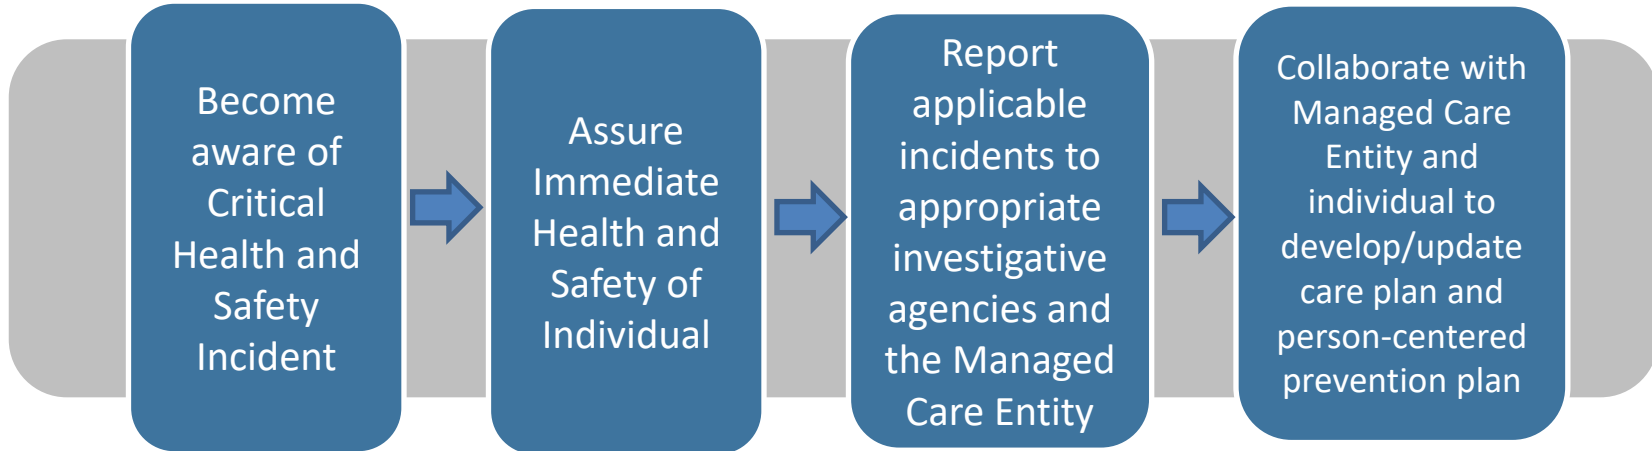 Become
aware of
Critical
Health and
Safety
Incident
Assure
Immediate
Health and
Safety of
Individual
Report
applicable
incidents to
appropriate
investigative
agencies and
the Managed
Care Entity
Collaborate with
Managed Care
Entity and
individual to
develop/update
care plan and
person-centered
prevention plan